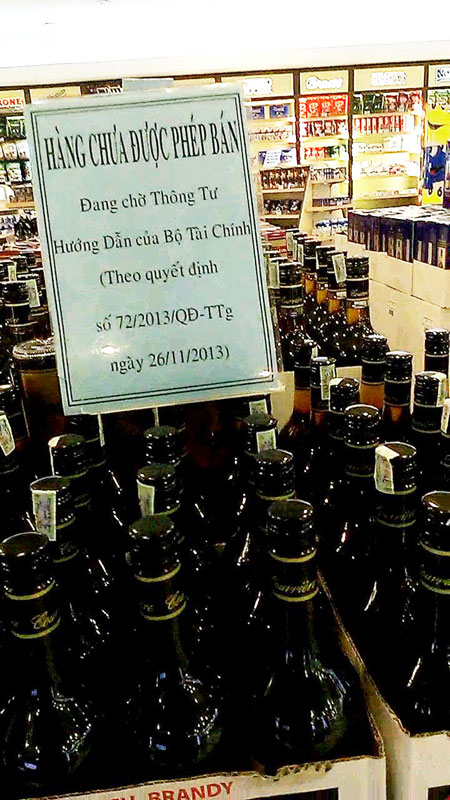 HÀNG CHƯA ĐƯỢC PHÉP BÁN
Đang chờ Thông Tư
Hướng Dẫn của Bộ Tài Chính
(Theo quyết định
số 72/2013/QĐ-TTg
ngày 26/11/2013)
BRANDY